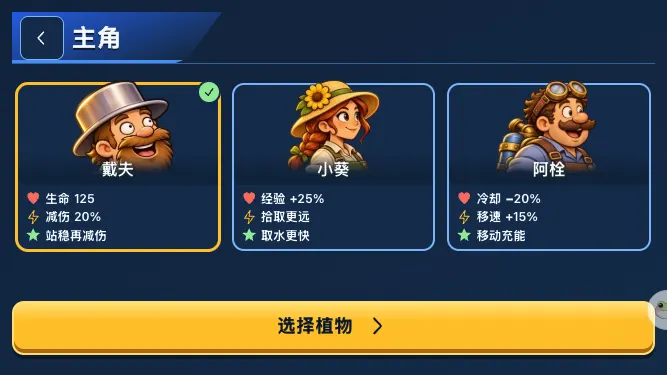 主角
戴夫
生命 125
减伤 20%
站稳再减伤
小葵
经验 +25%
拾取更远
取水更快
阿栓
冷却 -20%
移速 +15%
移动充能
选择植物